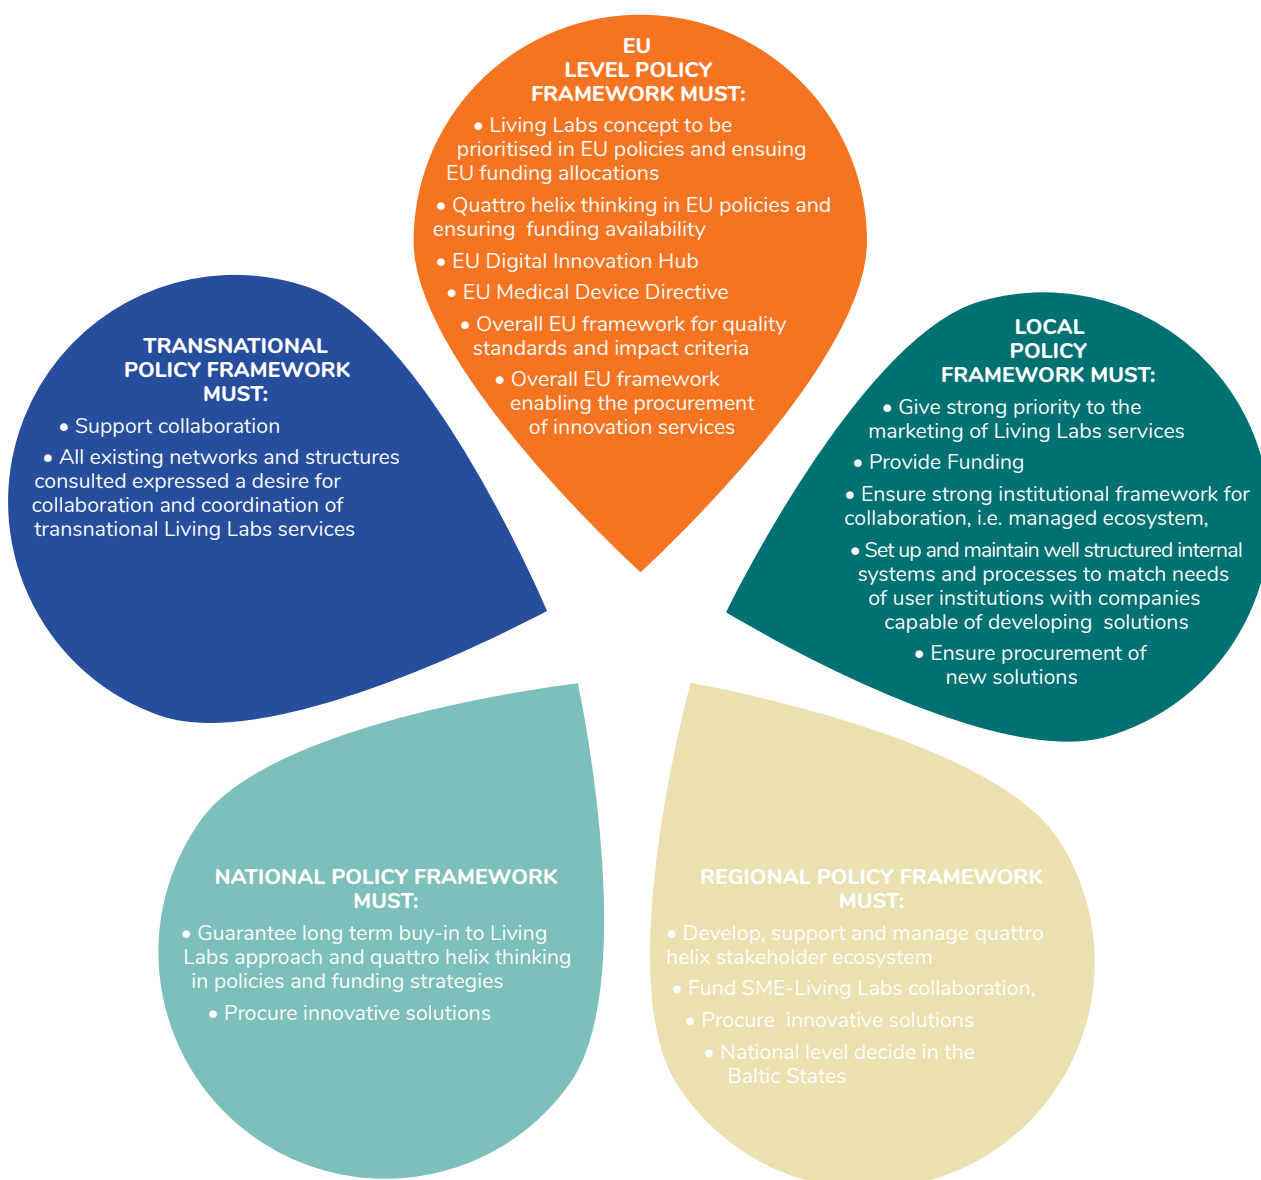 EU
LEVEL POLICY
FRAMEWORK MUST:
• Living Labs concept to be
prioritised in EU policies and ensuing
EU funding allocations
• Quattro helix thinking in EU policies and
ensuring funding availability
• EU Digital Innovation Hub
• EU Medical Device Directive
• Overall EU framework for quality
standards and impact criteria
• Overall EU framework
enabling the procurement
of innovation services
TRANSNATIONAL
POLICY FRAMEWORK
MUST:
• Support collaboration
• All existing networks and structures
consulted expressed a desire for
collaboration and coordination of
transnational Living Labs services
LOCAL
POLICY
FRAMEWORK MUST:
• Give strong priority to the
marketing of Living Labs services
• Provide Funding
• Ensure strong institutional framework for
collaboration, i.e. managed ecosystem,
• Set up and maintain well structured internal
systems and processes to match needs
of user institutions with companies
capable of developing solutions
• Ensure procurement of
new solutions
NATIONAL POLICY FRAMEWORK
MUST:
• Guarantee long term buy-in to Living
Labs approach and quattro helix thinking
in policies and funding strategies
• Procure innovative solutions
REGIONAL POLICY FRAMEWORK
MUST:
• Develop, support and manage quattro
helix stakeholder ecosystem
• Fund SME-Living Labs collaboration,
• Procure innovative solutions
• National level decide in the
Baltic States